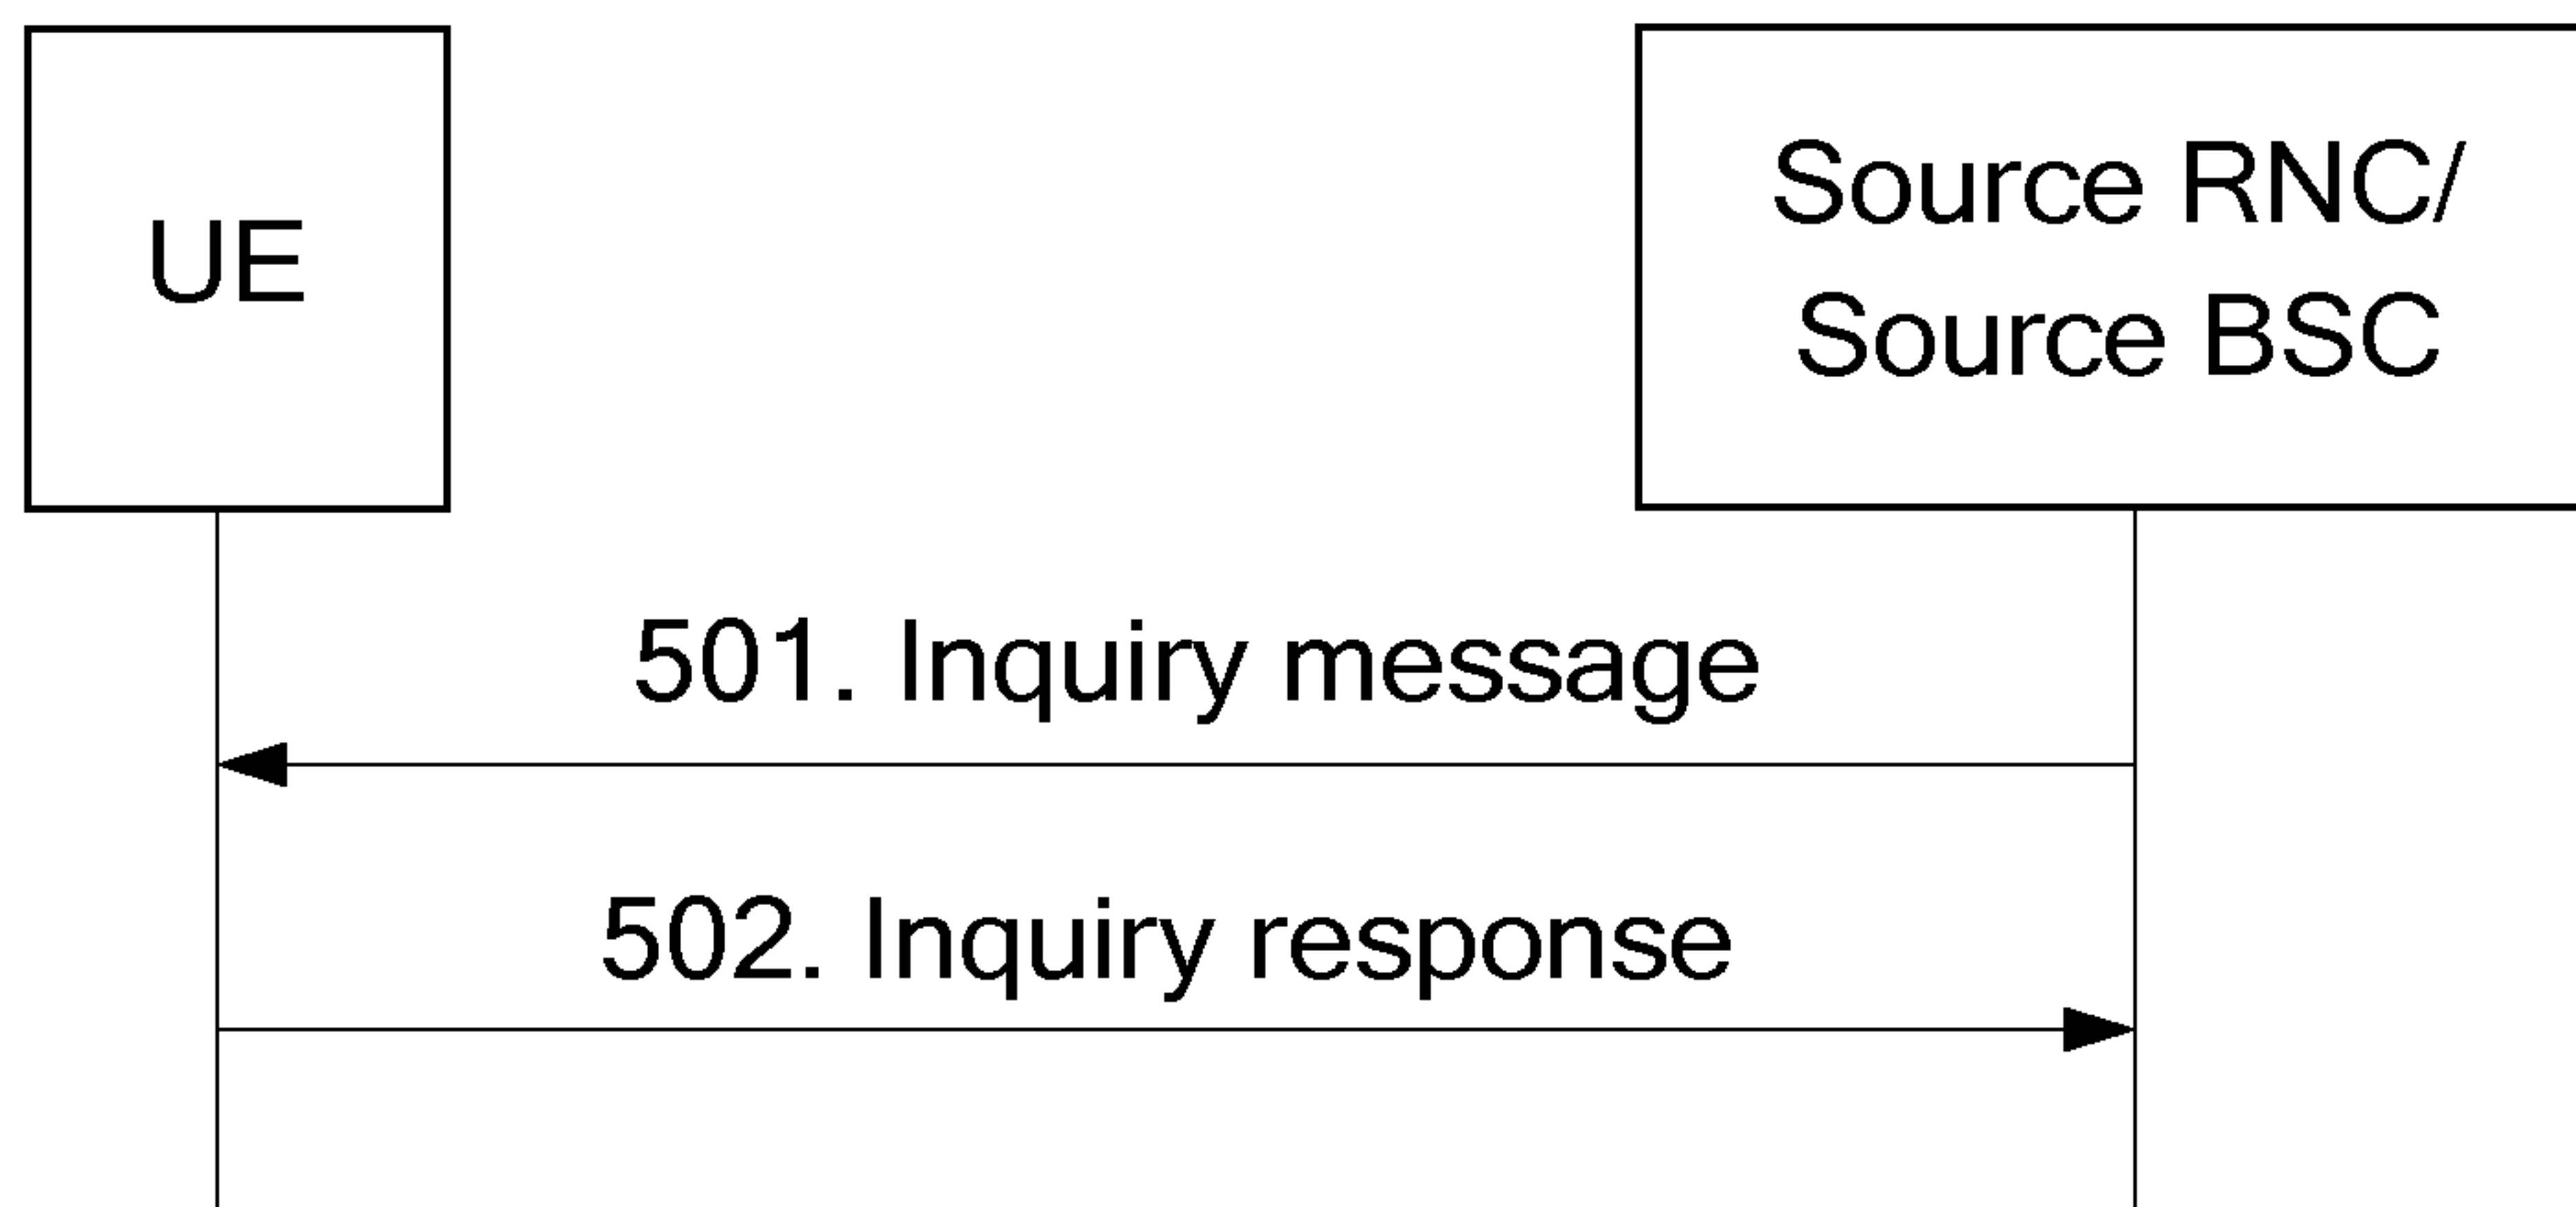 UE
Source RNC/
Source BSC
501. Inquiry message
502. Inquiry response